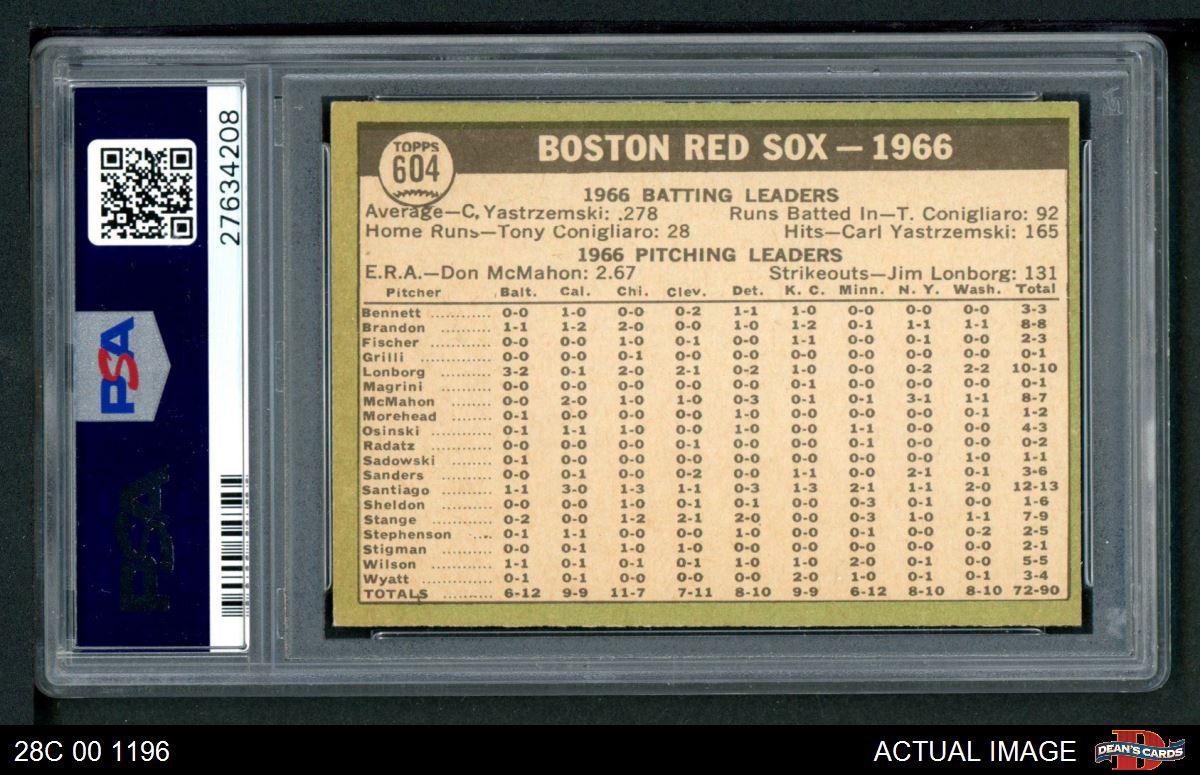 27634208
PSA
PSA
TOPPS
604
BOSTON RED SOX — 1966
1966 BATTING LEADERS
Average—C, Yastrzemski: .278 Runs Batted In—T. Conigliaro: 92
Home Runs—Tony Conigliaro: 28 Hits—Carl Yastrzemski: 165
1966 PITCHING LEADERS
E.R.A.—Don McMahon: 2.67 Strikeouts—Jim Lonborg: 131
Pitcher Balt. Cal. Chi. Clev. Det. K. C. Minn. N. Y. Wash. Total
Bennett .......... 0-0 1-0 0-0 0-2 1-1 1-0 0-0 0-0 0-0 3-3
Brandon .......... 1-1 1-2 2-0 0-0 1-0 1-2 0-1 1-1 1-1 8-8
Fischer .......... 0-0 0-0 1-0 0-1 0-0 1-1 0-0 0-1 0-0 2-3
Grilli .......... 0-0 0-0 0-1 0-0 0-0 0-0 0-0 0-0 0-0 0-1
Lonborg .......... 3-2 0-1 2-0 2-1 0-2 1-0 0-0 0-2 2-2 10-10
Magrini .......... 0-0 0-0 0-0 0-0 0-0 0-1 0-0 0-0 0-0 0-1
McMahon .......... 0-0 2-0 1-0 1-0 0-3 0-1 0-1 3-1 1-1 8-7
Morehead .......... 0-1 0-0 0-0 0-0 1-0 0-0 0-0 0-0 0-1 1-2
Osinski .......... 0-1 1-1 1-0 0-0 1-0 0-0 1-1 0-0 0-0 4-3
Radatz .......... 0-0 0-0 0-0 0-1 0-0 0-0 0-1 0-0 0-0 0-2
Sadowski .......... 0-1 0-0 0-0 0-0 0-0 0-0 0-0 0-0 1-0 1-1
Sanders .......... 0-0 0-1 0-0 0-2 0-0 1-1 0-0 2-1 0-1 3-6
Santiago .......... 1-1 3-0 1-3 1-1 0-3 1-3 2-1 1-1 2-0 12-13
Sheldon .......... 0-0 0-0 1-0 0-1 0-1 0-0 0-3 0-1 0-0 1-6
Stange .......... 0-2 0-0 1-2 2-1 2-0 0-0 0-3 1-0 1-1 7-9
Stephenson .... 0-1 1-1 0-0 0-0 1-0 0-0 0-1 0-0 0-2 2-5
Stigman .......... 0-0 0-1 1-0 1-0 0-0 0-0 0-0 0-0 0-0 2-1
Wilson .......... 1-1 0-1 0-1 0-1 1-0 1-0 2-0 0-1 0-0 5-5
Wyatt .......... 0-1 0-1 0-0 0-0 0-0 2-0 1-0 0-1 0-1 3-4
TOTALS .......... 6-12 9-9 11-7 7-11 8-10 9-9 6-12 8-10 8-10 72-90
28C 00 1196
ACTUAL IMAGE
DEAN'S CARDS